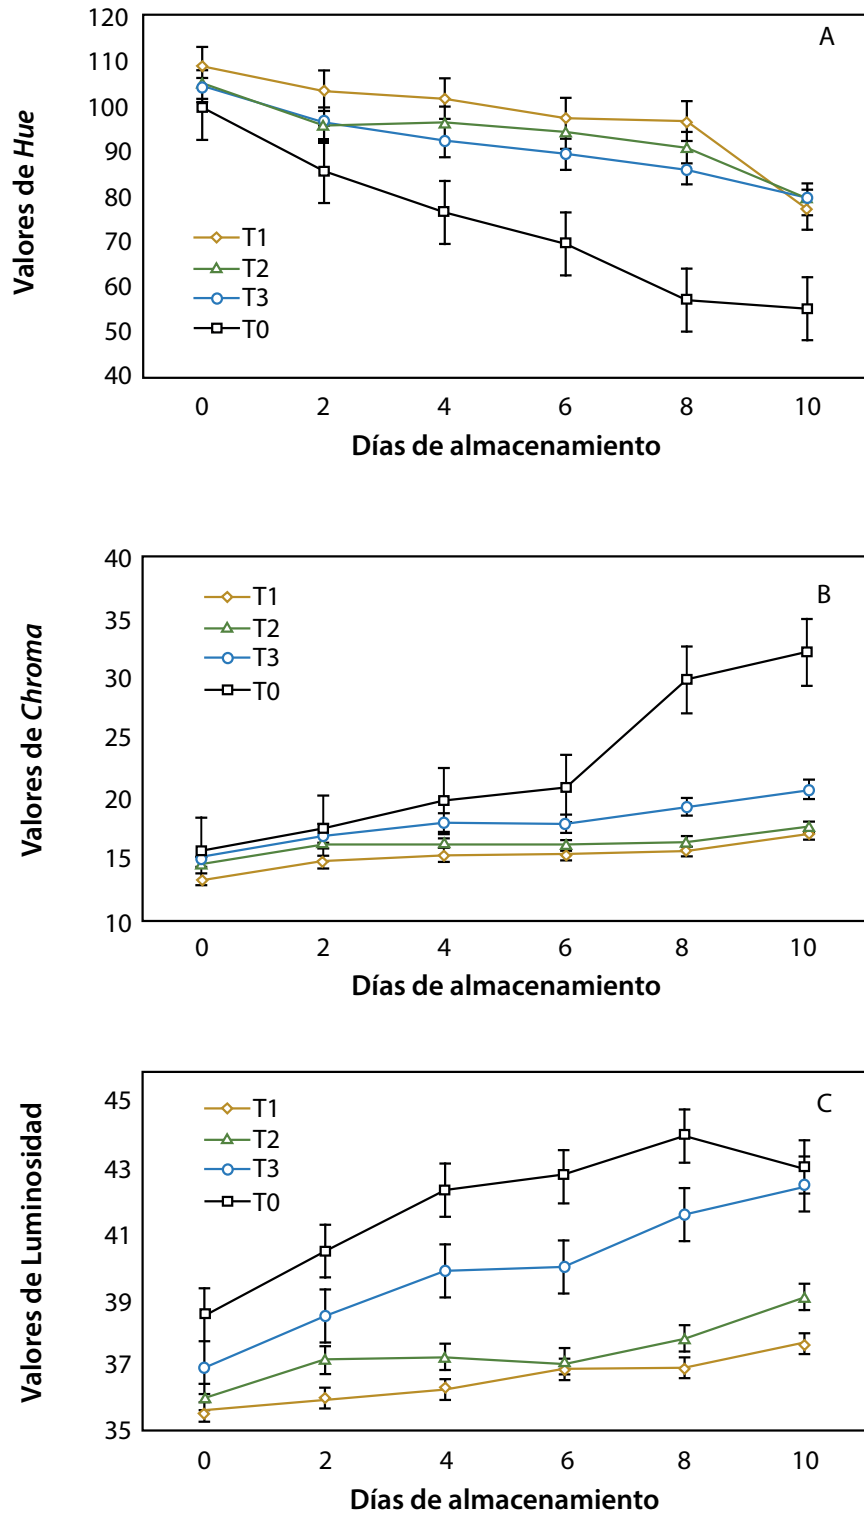 120
110
100
90
80
70
60
50
40
Valores de Hue
A
T1
T2
T3
T0
0 2 4 6 8 10
Días de almacenamiento
40
35
30
25
20
15
10
Valores de Chroma
B
T1
T2
T3
T0
0 2 4 6 8 10
Días de almacenamiento
45
43
41
39
37
35
Valores de Luminosidad
C
T1
T2
T3
T0
0 2 4 6 8 10
Días de almacenamiento